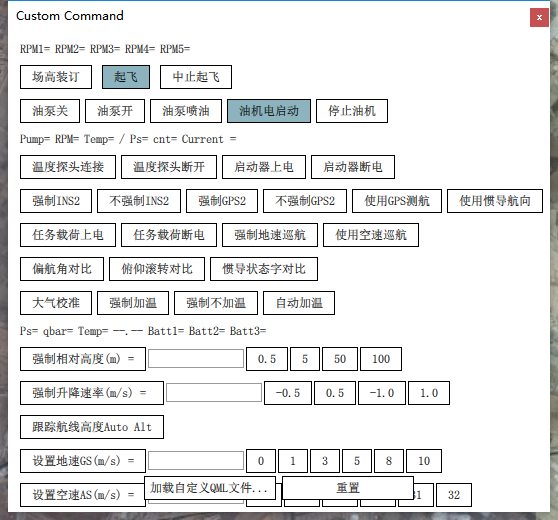 Custom Command x
RPM1= RPM2= RPM3= RPM4= RPM5=
场高装订 起飞 中止起飞
油泵关 油泵开 油泵喷油 油机电启动 停止油机
Pump= RPM= Temp= / Ps= cnt= Current =
温度探头连接 温度探头断开 启动器上电 启动器断电
强制INS2 不强制INS2 强制GPS2 不强制GPS2 使用GPS测航 使用惯导航向
任务载荷上电 任务载荷断电 强制地速巡航 使用空速巡航
偏航角对比 俯仰滚转对比 惯导状态字对比
大气校准 强制加温 强制不加温 自动加温
Ps= qbar= Temp= --.-- Batt1= Batt2= Batt3=
强制相对高度(m) = 0.5 5 50 100
强制升降速率(m/s) = -0.5 0.5 -1.0 1.0
跟踪航线高度Auto Alt
设置地速GS(m/s) = 0 1 3 5 8 10
设置空速AS(m/s) = 32
加载自定义QML文件... 重置